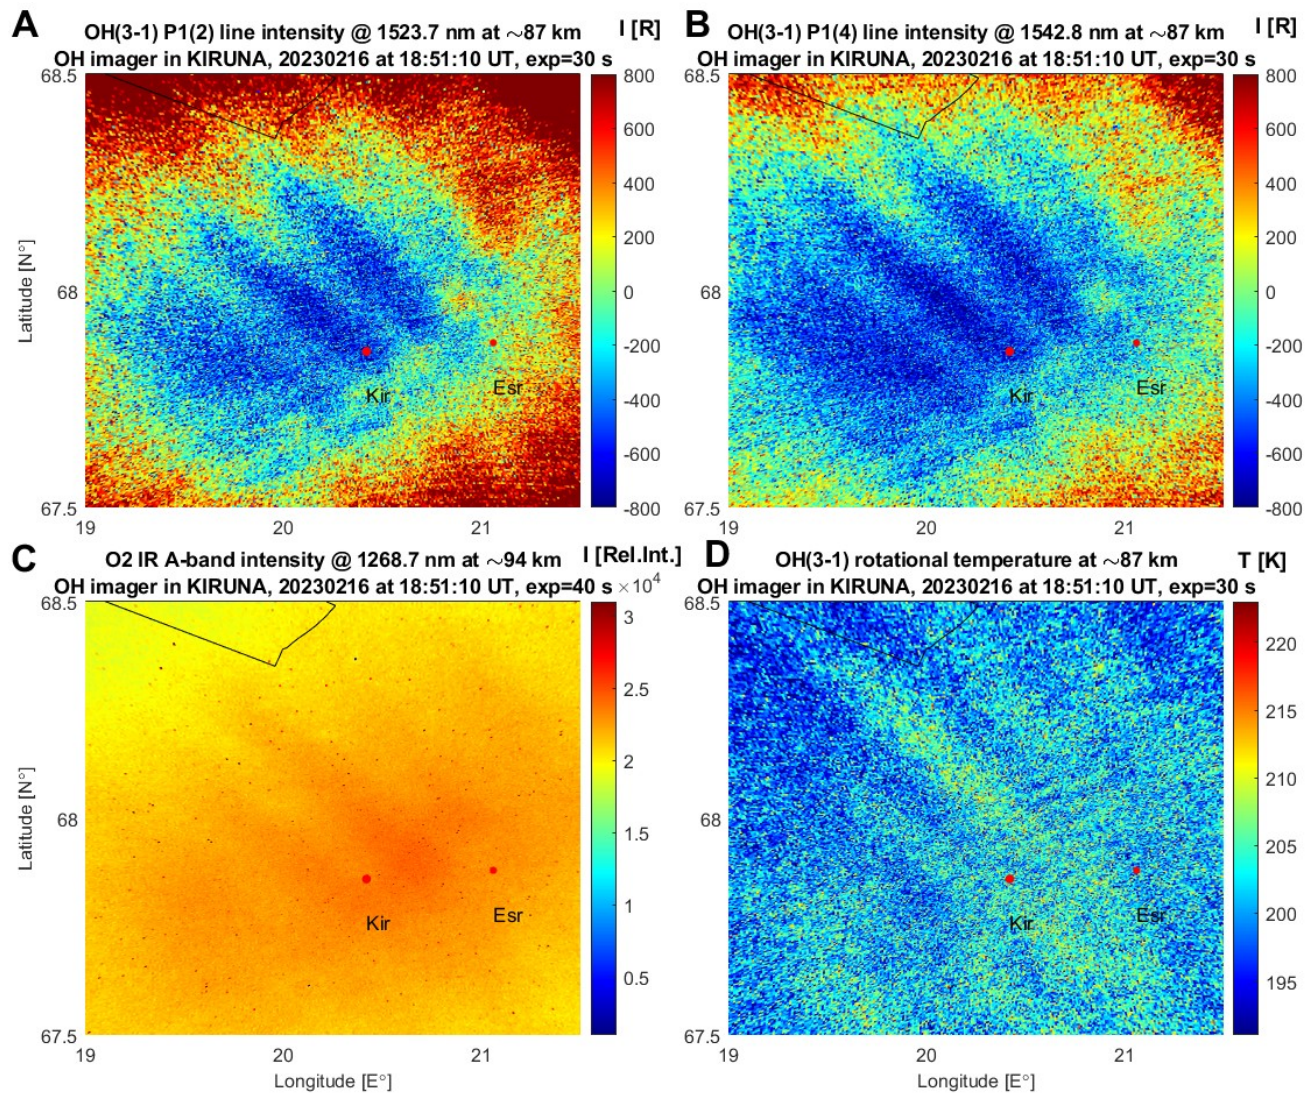 A
OH(3-1) P1(2) line intensity @ 1523.7 nm at ~87 km
I [R]
OH imager in KIRUNA, 20230216 at 18:51:10 UT, exp=30 s
68.5
68
67.5
Latitude [N°]
19
20
21
Kir
Esr
800
600
400
200
0
-200
-400
-600
-800
B
OH(3-1) P1(4) line intensity @ 1542.8 nm at ~87 km
I [R]
OH imager in KIRUNA, 20230216 at 18:51:10 UT, exp=30 s
68.5
68
67.5
19
20
21
Kir
Esr
800
600
400
200
0
-200
-400
-600
-800
C
O2 IR A-band intensity @ 1268.7 nm at ~94 km
I [Rel.Int.]
OH imager in KIRUNA, 20230216 at 18:51:10 UT, exp=40 s
×10⁴
68.5
68
67.5
Latitude [N°]
19
20
21
Longitude [E°]
Kir
Esr
3
2.5
2
1.5
1
0.5
D
OH(3-1) rotational temperature at ~87 km
T [K]
OH imager in KIRUNA, 20230216 at 18:51:10 UT, exp=30 s
68.5
68
67.5
19
20
21
Longitude [E°]
Kir
Esr
220
215
210
205
200
195